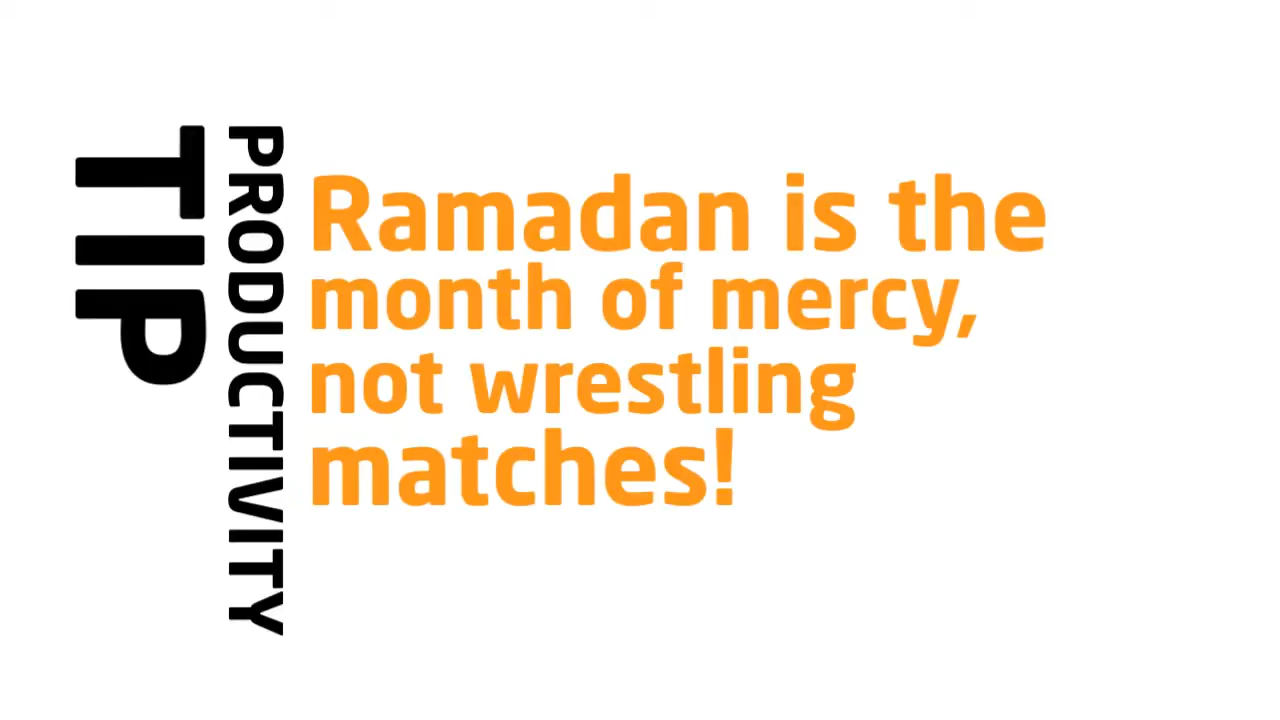 PRODUCTIVITY
TIP
Ramadan is the
month of mercy,
not wrestling
matches!